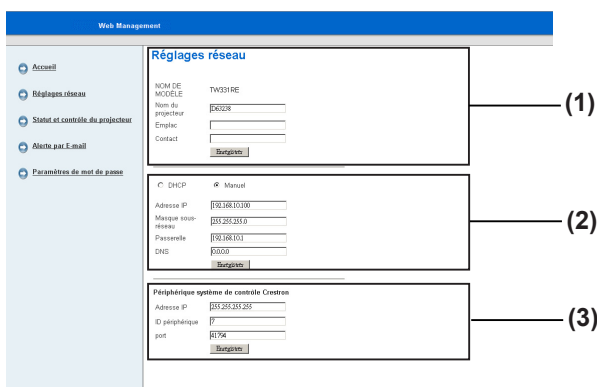 Web Management
Accueil
Réglages réseau
Statut et contrôle du projecteur
Alerte par E-mail
Paramètres de mot de passe
Réglages réseau
NOM DE MODÈLE TW331RE
Nom du projecteur D63238
Emplac
Contact
Enregistrer
(1)
DHCP Manuel
Adresse IP 192.168.10.100
Masque sous-réseau 255.255.255.0
Passerelle 192.168.10.1
DNS 0.0.0.0
Enregistrer
(2)
Périphérique système de contrôle Crestron
Adresse IP 255.255.255.255
ID périphérique 7
port 41794
Enregistrer
(3)